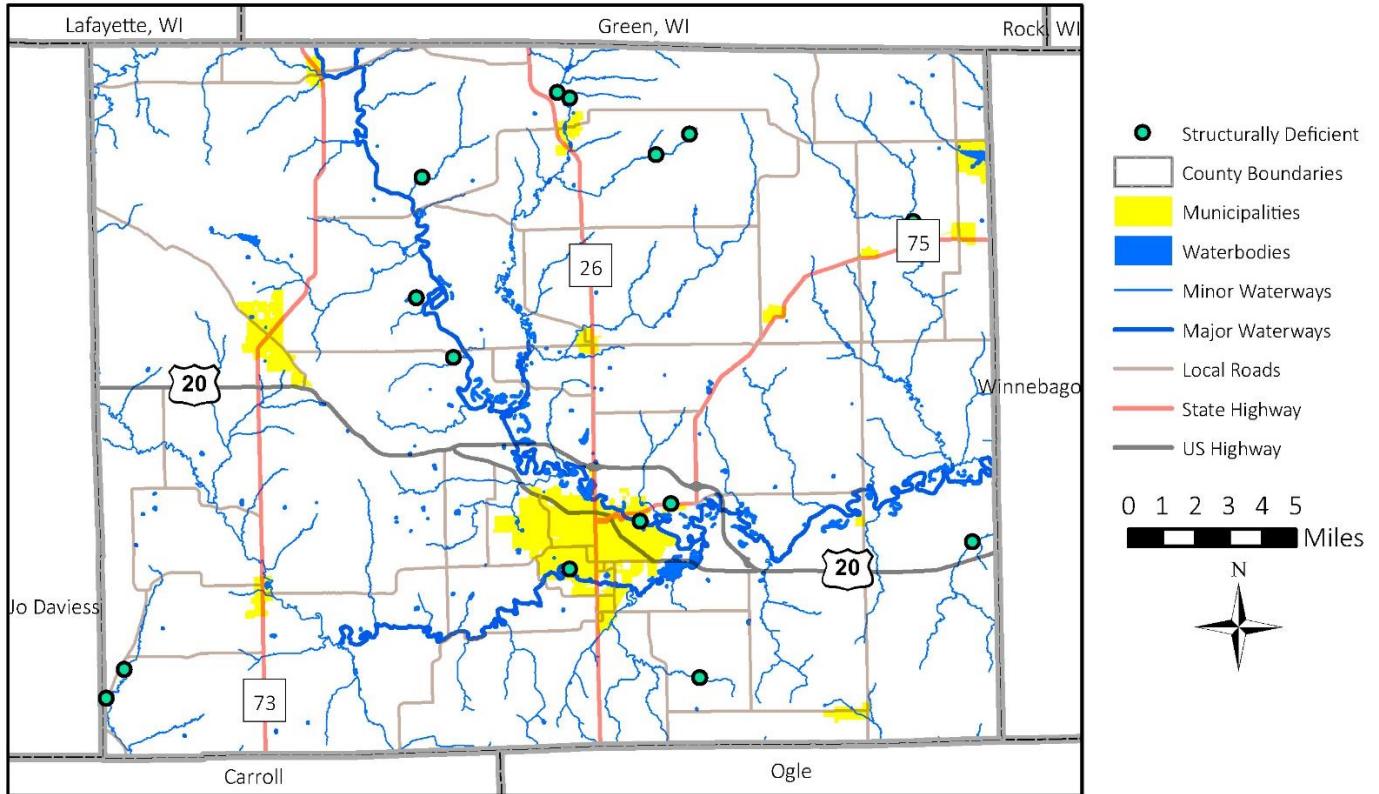 Lafayette, WI
Green, WI
Rock, WI
26
75
20
Winnebago
20
Jo Daviess
73
Carroll
Ogle
Structurally Deficient
County Boundaries
Municipalities
Waterbodies
Minor Waterways
Major Waterways
Local Roads
State Highway
US Highway
0 1 2 3 4 5
Miles
N